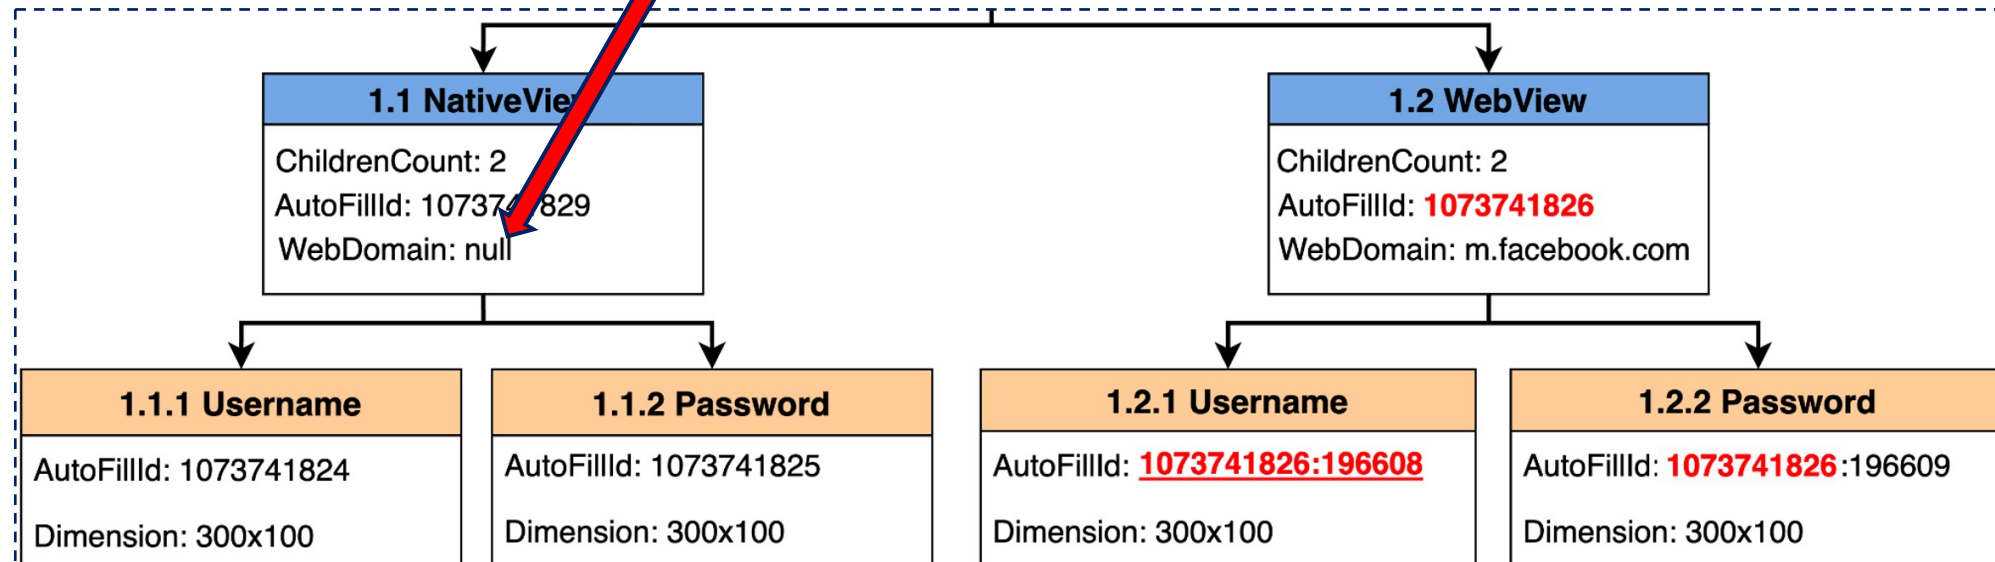 1.1 NativeVie
ChildrenCount: 2
AutoFillId: 107374 829
WebDomain: null
1.2 WebView
ChildrenCount: 2
AutoFillId: 1073741826
WebDomain: m.facebook.com
1.1.1 Username
AutoFillId: 1073741824
Dimension: 300x100
1.1.2 Password
AutoFillId: 1073741825
Dimension: 300x100
1.2.1 Username
AutoFillId: 1073741826:196608
Dimension: 300x100
1.2.2 Password
AutoFillId: 1073741826:196609
Dimension: 300x100